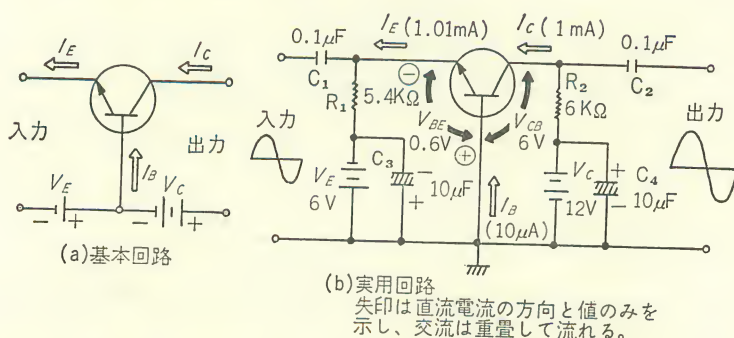 I_E
I_C
入力
出力
V_E
I_B
V_C
− + − +
(a)基本回路
0.1μF
C₁
I_E (1.01mA)
I_C (1mA)
0.1μF
C₂
R₁
5.4KΩ
R₂
6KΩ
⊖
V_BE
0.6V
⊕
V_CB
6V
入力
出力
V_E
6V
C₃
−
10μF
+
I_B
(10μA)
V_C
12V
+
C₄
10μF
−
(b)実用回路
矢印は直流電流の方向と値のみを
示し、交流は重畳して流れる。